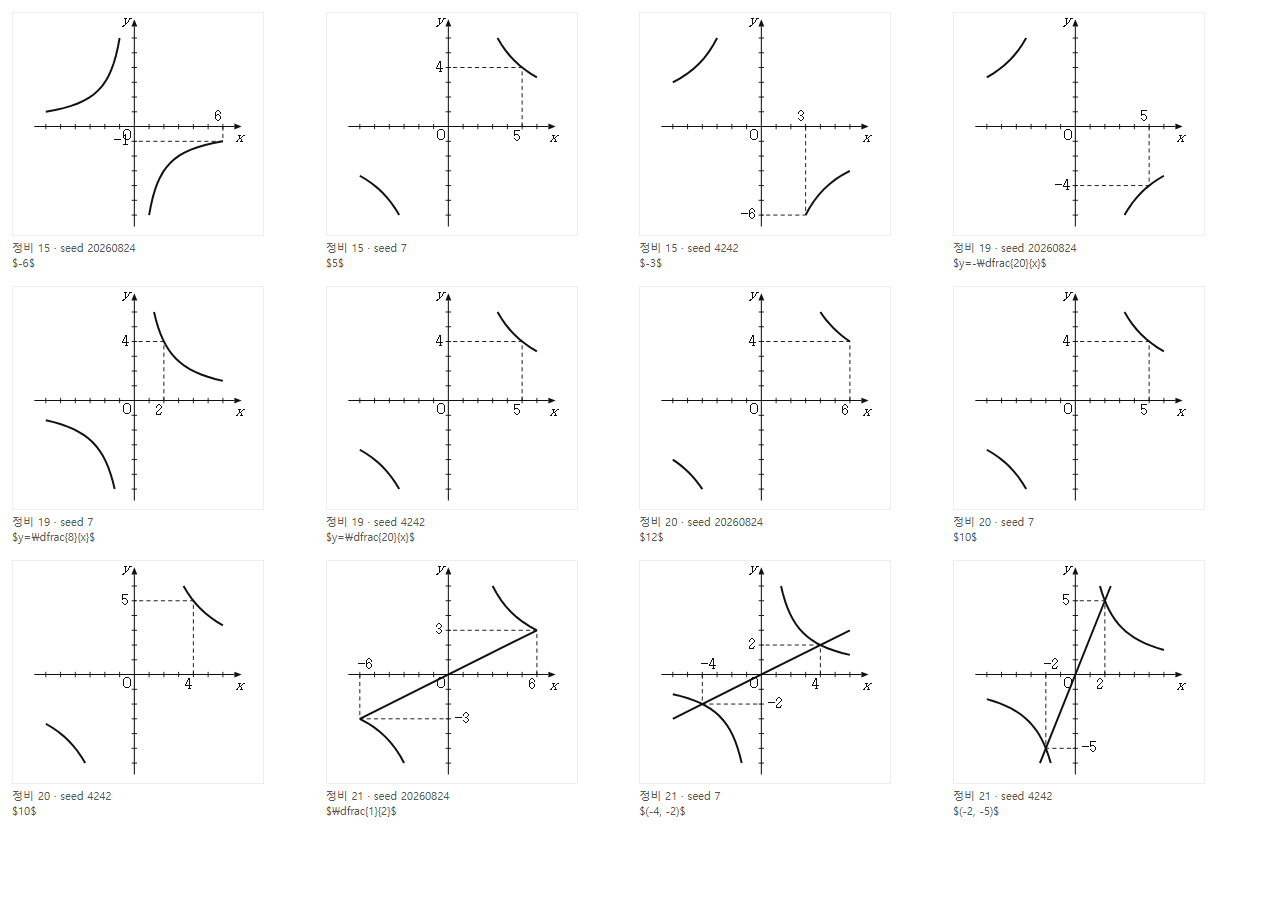 y
6
O
-1
x
정비 15 · seed 20260824
$-6$
y
4
O
5
x
정비 15 · seed 7
$5$
y
3
O
x
-6
정비 15 · seed 4242
$-3$
y
5
O
x
-4
정비 19 · seed 20260824
$y=-₩dfrac{20}{x}$
y
4
O
2
x
정비 19 · seed 7
$y=₩dfrac{8}{x}$
y
4
O
5
x
정비 19 · seed 4242
$y=₩dfrac{20}{x}$
y
4
O
6
x
정비 20 · seed 20260824
$12$
y
4
O
5
x
정비 20 · seed 7
$10$
y
5
O
4
x
정비 20 · seed 4242
$10$
y
3
-6
O
6
x
-3
정비 21 · seed 20260824
$₩dfrac{1}{2}$
y
2
-4
O
4
x
-2
정비 21 · seed 7
$(-4, -2)$
y
5
-2
O
2
x
-5
정비 21 · seed 4242
$(-2, -5)$